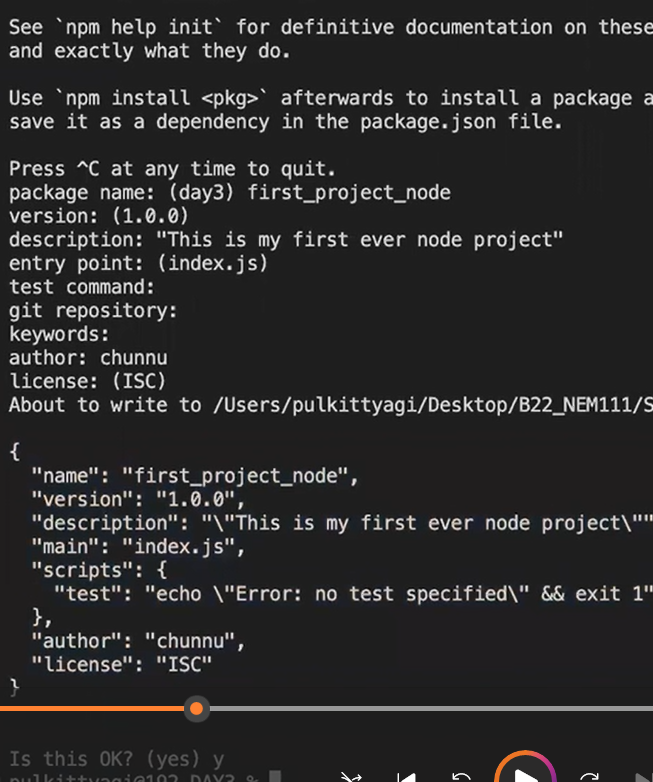 See `npm help init` for definitive documentation on these
and exactly what they do.
Use `npm install <pkg>` afterwards to install a package a
save it as a dependency in the package.json file.
Press ^C at any time to quit.
package name: (day3) first_project_node
version: (1.0.0)
description: "This is my first ever node project"
entry point: (index.js)
test command:
git repository:
keywords:
author: chunnu
license: (ISC)
About to write to /Users/pulkittyagi/Desktop/B22_NEM111/S
{
  "name": "first_project_node",
  "version": "1.0.0",
  "description": "\"This is my first ever node project\""
  "main": "index.js",
  "scripts": {
    "test": "echo \"Error: no test specified\" && exit 1"
  },
  "author": "chunnu",
  "license": "ISC"
}
Is this OK? (yes) y
pulkittyagi@192 DAY3 %